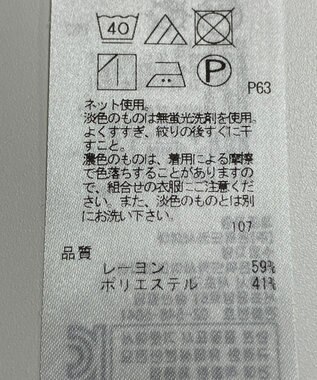 40
P
P63
ネット使用。
淡色のものは無蛍光洗剤を使用。
よくすすぎ、絞りの後すぐに干
すこと。
濃色のものは、着用による摩擦
で色落ちすることがありますの
で、組合せの衣服にご注意くだ
さい。また、淡色のものとは別
にお洗い下さい。
107
品質
レーヨン 59%
ポリエステル 41%